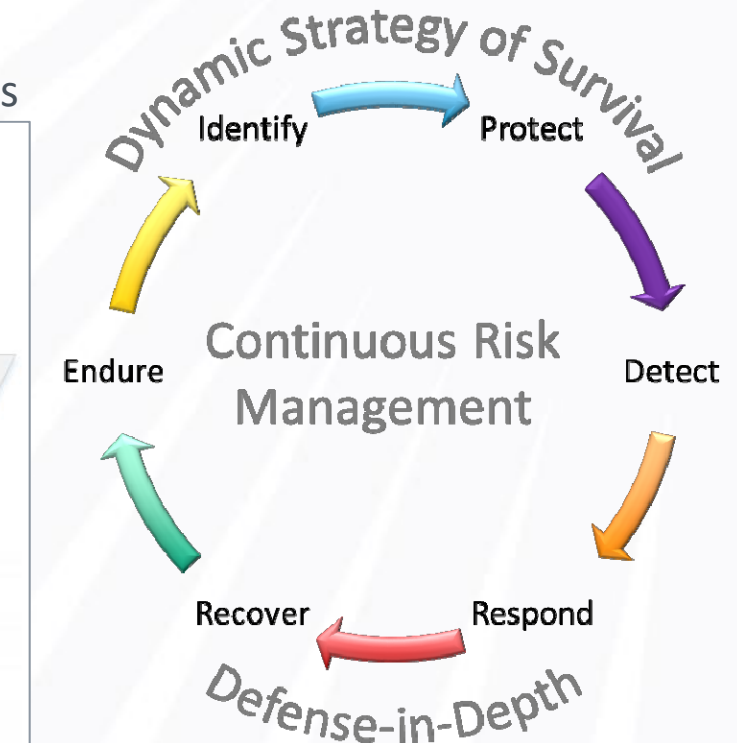 Dynamic Strategy of Survival
s
Identify
Protect
Continuous Risk
Management
Endure
Detect
Recover
Respond
Defense-in-Depth